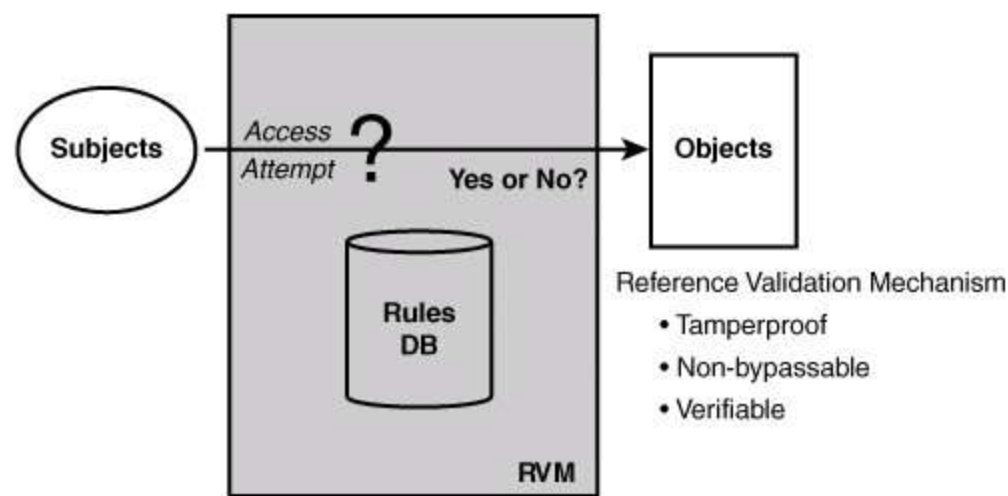 Subjects
Access
Attempt
?
Yes or No?
Objects
Rules
DB
RVM
Reference Validation Mechanism
• Tamperproof
• Non-bypassable
• Verifiable